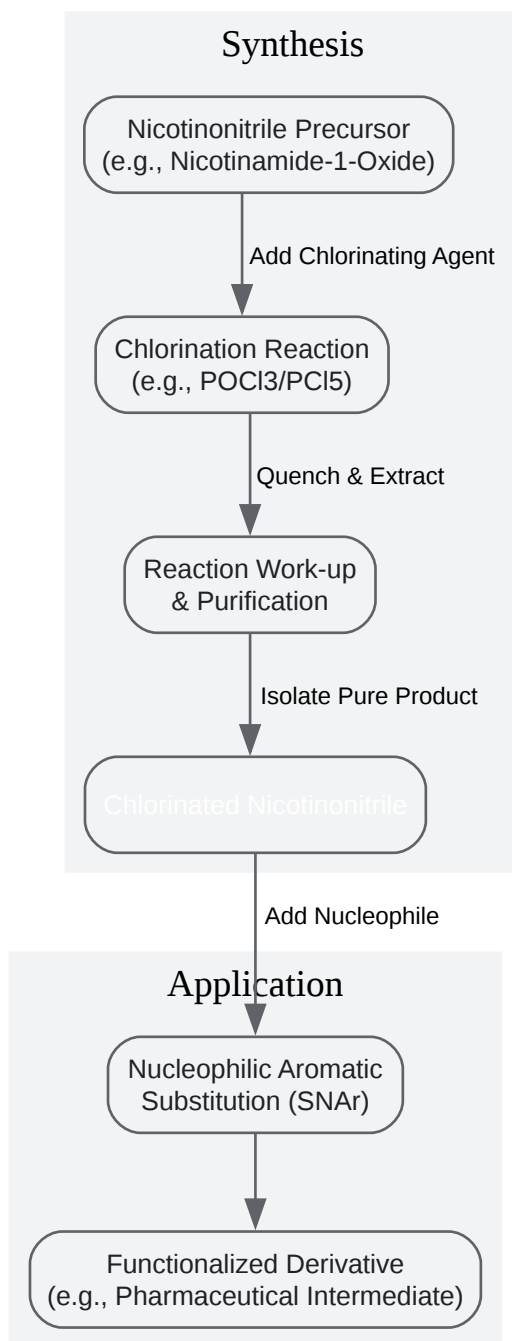 Synthesis
Nicotinonitrile Precursor
(e.g., Nicotinamide-1-Oxide)
Add Chlorinating Agent
Chlorination Reaction
(e.g., POCl3/PCl5)
Quench & Extract
Reaction Work-up
& Purification
Isolate Pure Product
Chlorinated Nicotinonitrile
Add Nucleophile
Application
Nucleophilic Aromatic
Substitution (SNAr)
Functionalized Derivative
(e.g., Pharmaceutical Intermediate)